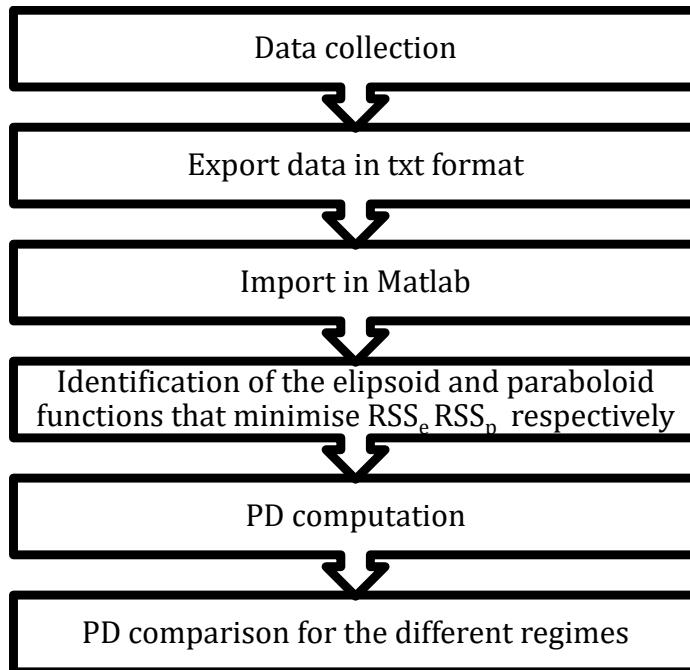 Data collection
Export data in txt format
Import in Matlab
Identification of the elipsoid and paraboloid
functions that minimise RSSₑ RSSₚ respectively
PD computation
PD comparison for the different regimes